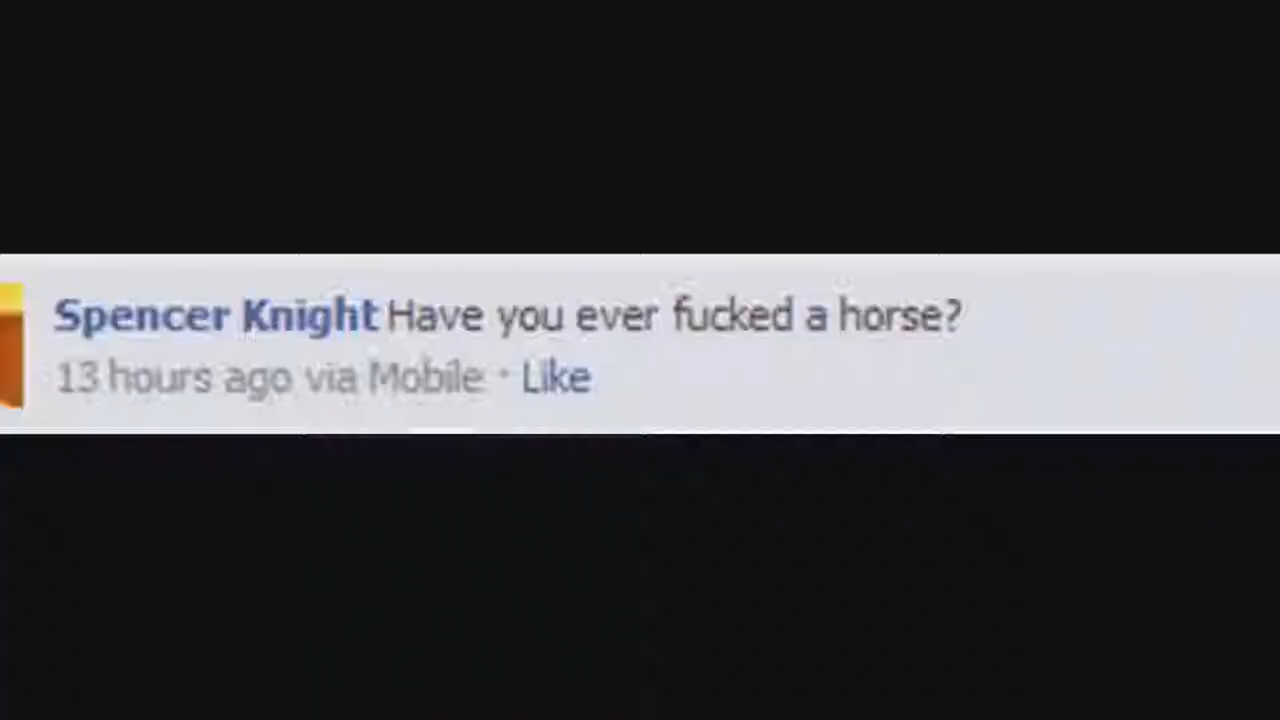 Spencer Knight Have you ever fucked a horse?
13 hours ago via Mobile · Like